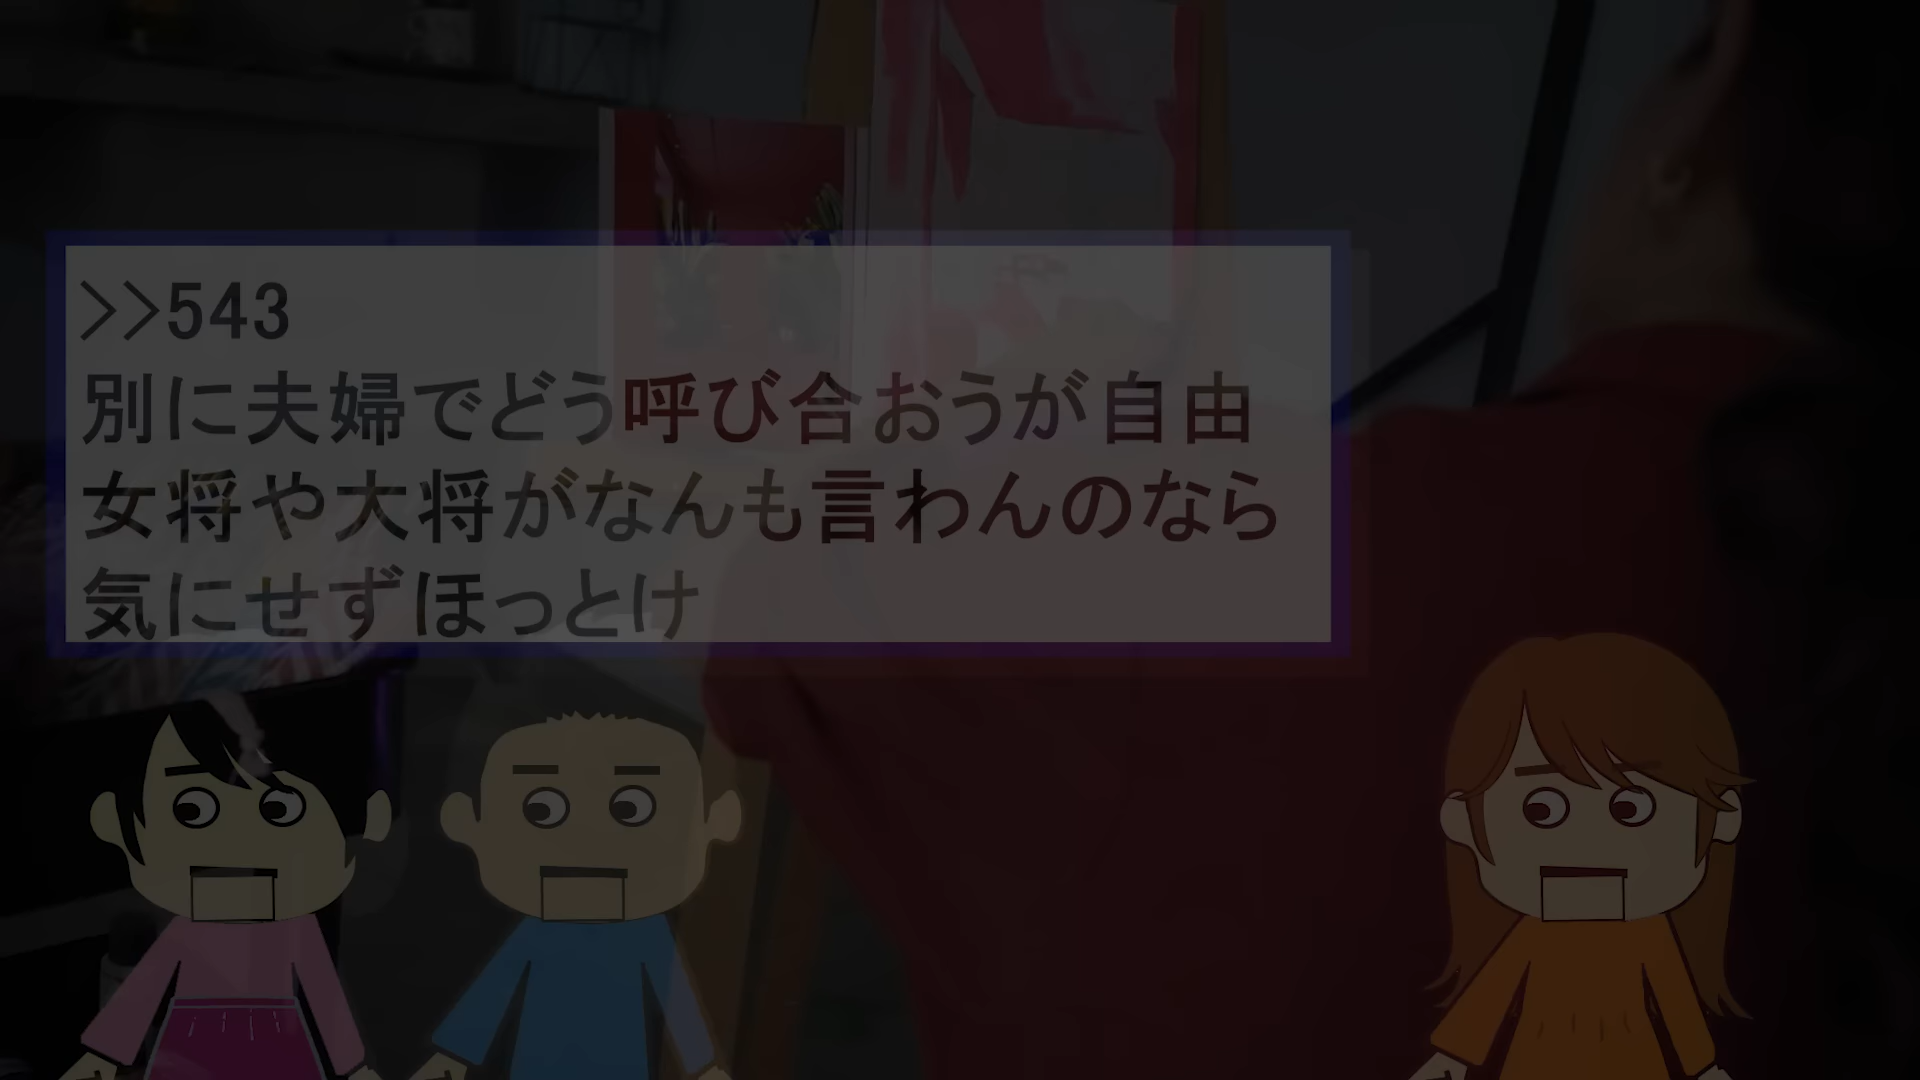 >>543
別に夫婦でどう呼び合おうが自由
女将や大将がなんも言わんのなら
気にせずほっとけ